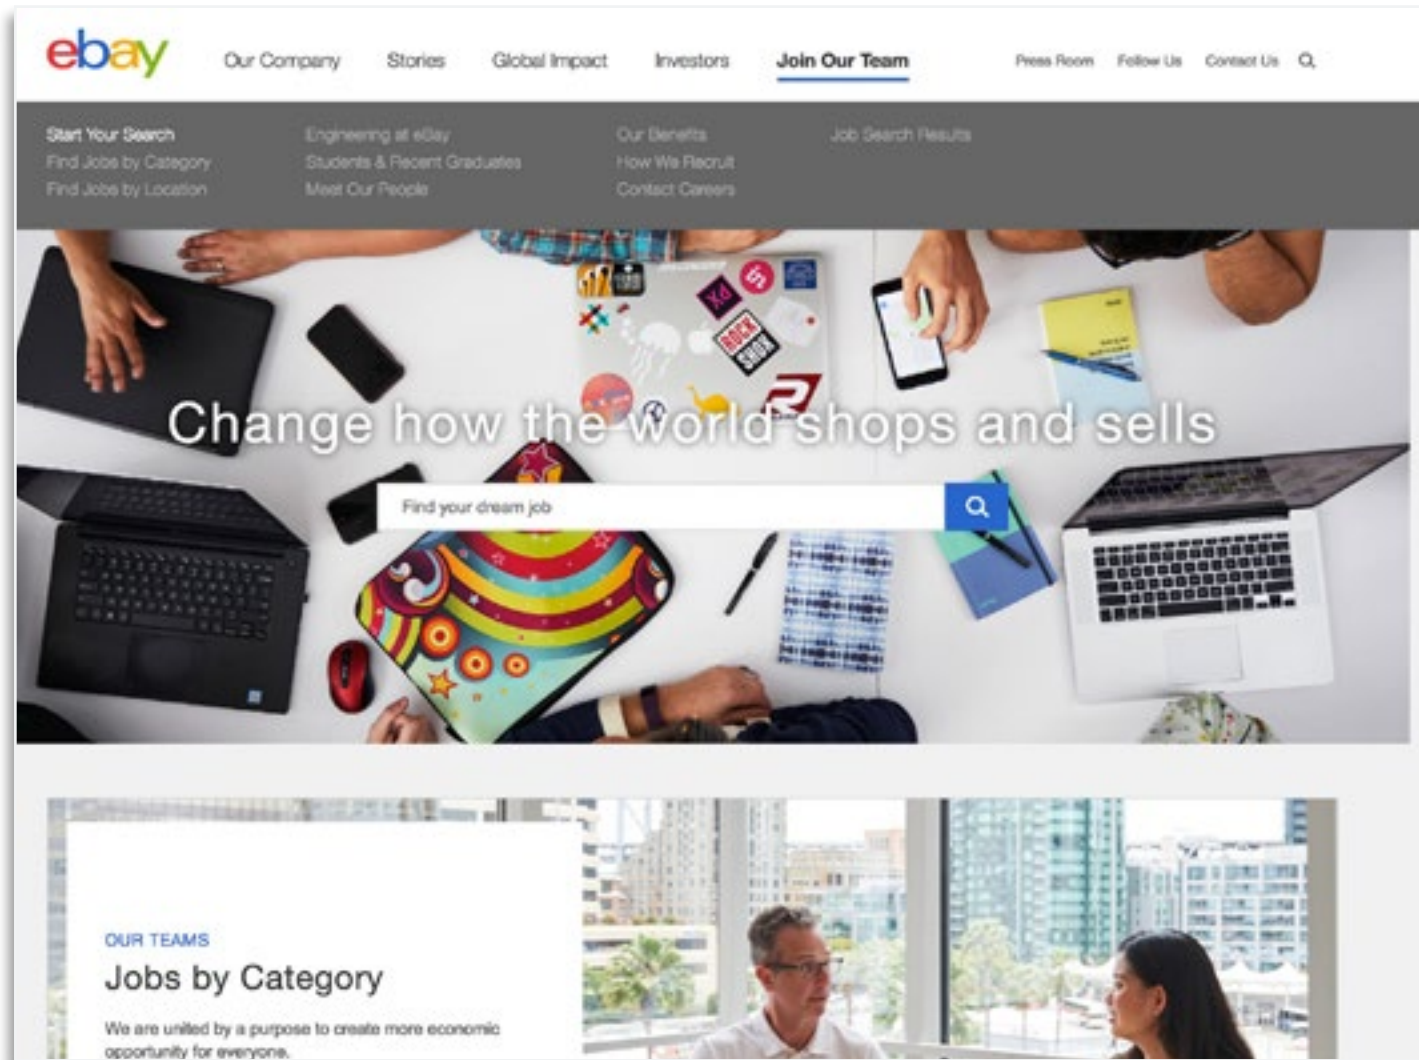 ebay
Our Company Stories Global Impact Investors Join Our Team Press Room Follow Us Contact Us
Start Your Search Engineering at eBay Our Benefits Job Search Results
Find Jobs by Category Students & Recent Graduates How We Recruit
Find Jobs by Location Meet Our People Contact Careers
PX
ROCK
SHOX
Change how the world shops and sells
Find your dream job
OUR TEAMS
Jobs by Category
We are united by a purpose to create more economic
opportunity for everyone.